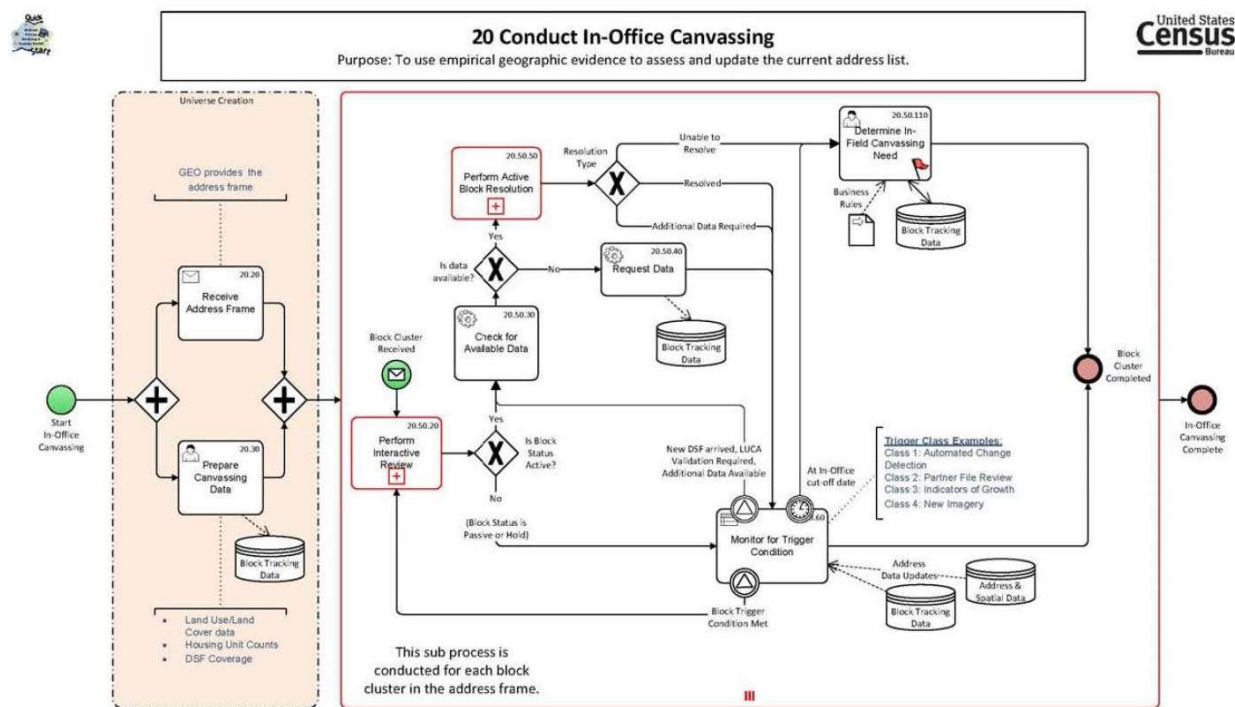 Quick
Start
20 Conduct In-Office Canvassing
Purpose: To use empirical geographic evidence to assess and update the current address list.
United States
Census
Bureau
Universe Creation
GEO provides the
address frame
20.20
Receive
Address Frame
Start
In-Office
Canvassing
20.30
Prepare
Canvassing
Data
Block Tracking
Data
• Land Use/Land
Cover data
• Housing Unit Counts
• DSF Coverage
Block Cluster
Received
20.50.20
Perform
Interactive
Review
Is Block
Status
Active?
Yes
No
(Block Status is
Passive or Hold)
20.50.30
Check for
Available Data
Is data
available?
Yes
No
20.50.50
Perform Active
Block Resolution
Resolution
Type
Unable to
Resolve
Resolved
Additional Data Required
20.50.40
Request Data
Block Tracking
Data
20.50.110
Determine In-
Field Canvassing
Need
Business
Rules
Block Tracking
Data
New DSF arrived, LUCA
Validation Required,
Additional Data Available
At In-Office
cut-off date
.60
Monitor for Trigger
Condition
Block Trigger
Condition Met
Trigger Class Examples:
Class 1: Automated Change
Detection
Class 2: Partner File Review
Class 3: Indicators of Growth
Class 4: New Imagery
Address
Data Updates
Address &
Spatial Data
Block Tracking
Data
Block
Cluster
Completed
In-Office
Canvassing
Complete
This sub process is
conducted for each block
cluster in the address frame.